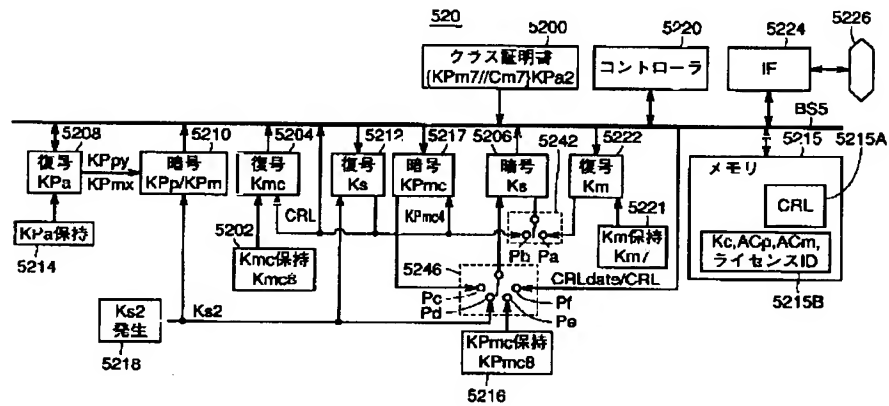 520
5200
5220
5224
5226
クラス証明書
{KPm7//Cm7}KPa2
コントローラ
IF
BS5
5208
5210
5204
5212
5217
5206
5242
5222
5215
5215A
復号
KPa
KPpy
KPmx
暗号
KPp/KPm
復号
Kmc
CRL
復号
Ks
暗号
KPmc
KPmc4
暗号
Ks
復号
Km
メモリ
CRL
Kc,ACp,ACm,
ライセンスID
5215B
KPa保持
5214
5202
Kmc保持
Kmc8
Pb
Pa
5221
Km保持
Km7
5246
CRLdate/CRL
Pc
Pd
Pf
Pe
Ks2
発生
Ks2
5218
KPmc保持
KPmc8
5216